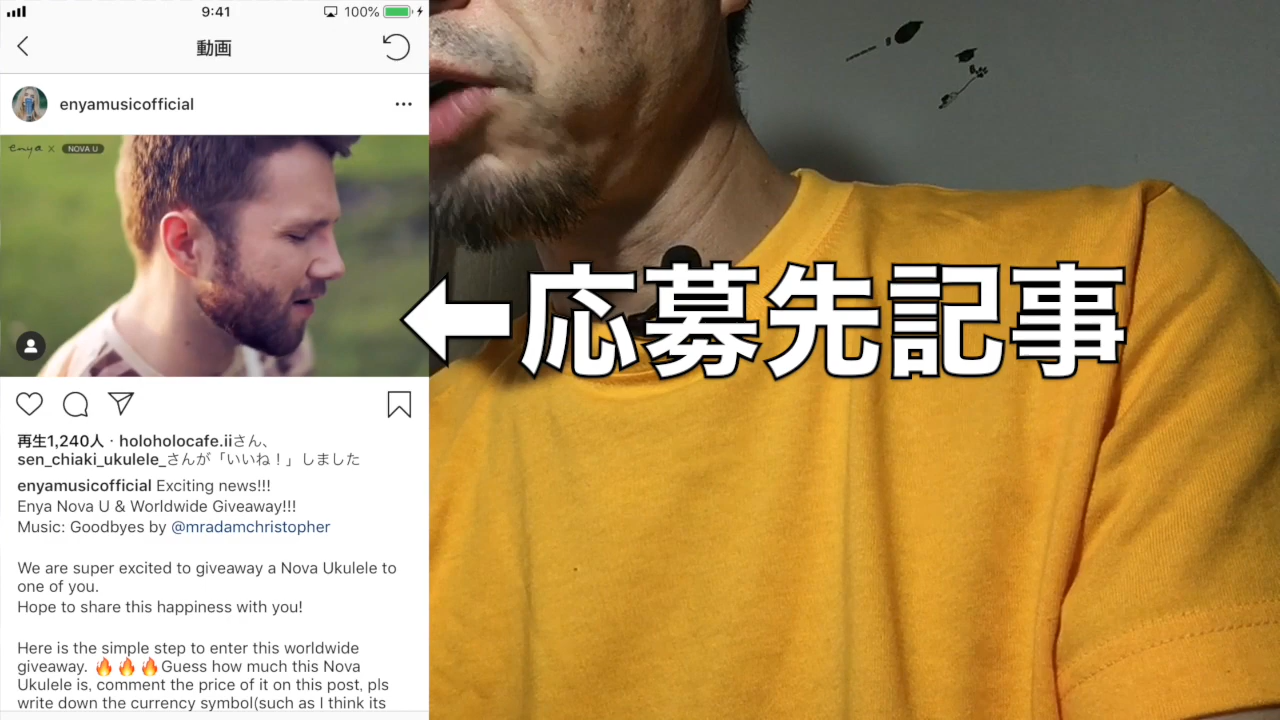 9:41
100%
動画
enyamusicofficial
enya x NOVA U
←応募先記事
再生1,240人・holoholocafe.iiさん、
sen_chiaki_ukulele_さんが「いいね！」しました
enyamusicofficial Exciting news!!!
Enya Nova U & Worldwide Giveaway!!!
Music: Goodbyes by @mradamchristopher
We are super excited to giveaway a Nova Ukulele to
one of you.
Hope to share this happiness with you!
Here is the simple step to enter this worldwide
giveaway. 🔥🔥🔥Guess how much this Nova
Ukulele is, comment the price of it on this post, pls
write down the currency symbol(such as I think its